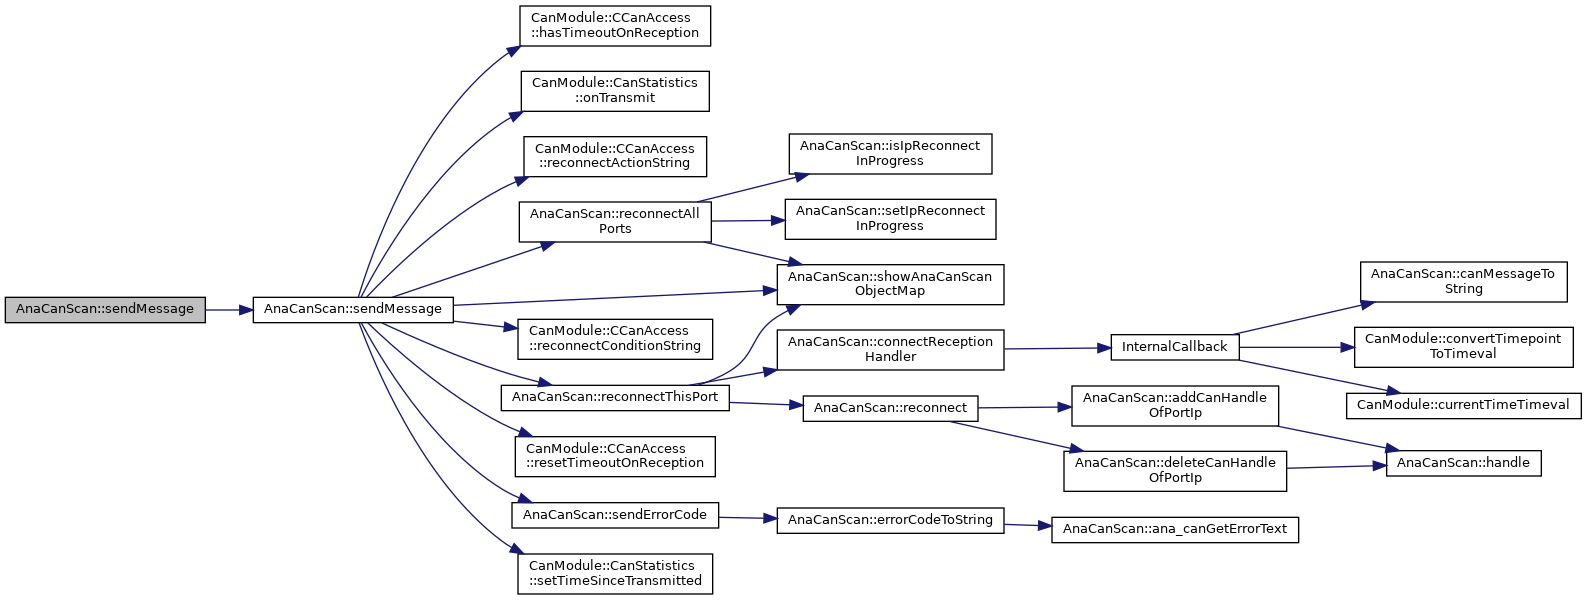 AnaCanScan::sendMessage
AnaCanScan::sendMessage
CanModule::CCanAccess
::hasTimeoutOnReception
CanModule::CanStatistics
::onTransmit
CanModule::CCanAccess
::reconnectActionString
AnaCanScan::reconnectAll
Ports
AnaCanScan::isIpReconnect
InProgress
AnaCanScan::setIpReconnect
InProgress
AnaCanScan::showAnaCanScan
ObjectMap
CanModule::CCanAccess
::reconnectConditionString
AnaCanScan::reconnectThisPort
AnaCanScan::connectReception
Handler
InternalCallback
AnaCanScan::canMessageTo
String
CanModule::convertTimepoint
ToTimeval
CanModule::currentTimeTimeval
AnaCanScan::reconnect
AnaCanScan::addCanHandle
OfPortIp
AnaCanScan::deleteCanHandle
OfPortIp
AnaCanScan::handle
CanModule::CCanAccess
::resetTimeoutOnReception
AnaCanScan::sendErrorCode
AnaCanScan::errorCodeToString
AnaCanScan::ana_canGetErrorText
CanModule::CanStatistics
::setTimeSinceTransmitted